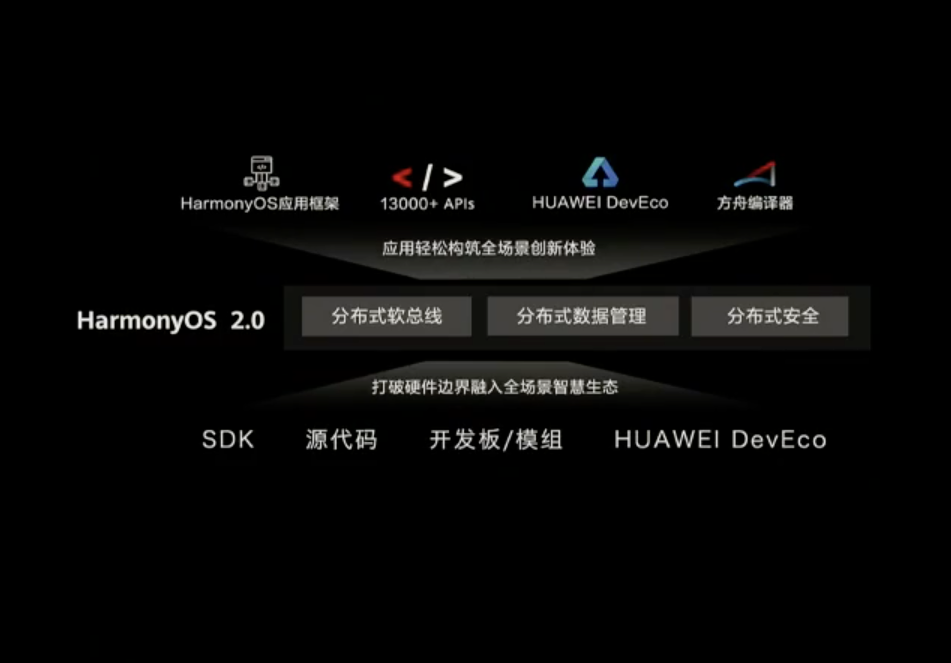 HarmonyOS应用框架 13000+ APIs HUAWEI DevEco 方舟编译器
应用轻松构筑全场景创新体验
HarmonyOS 2.0 分布式软总线 分布式数据管理 分布式安全
打破硬件边界融入全场景智慧生态
SDK 源代码 开发板/模组 HUAWEI DevEco